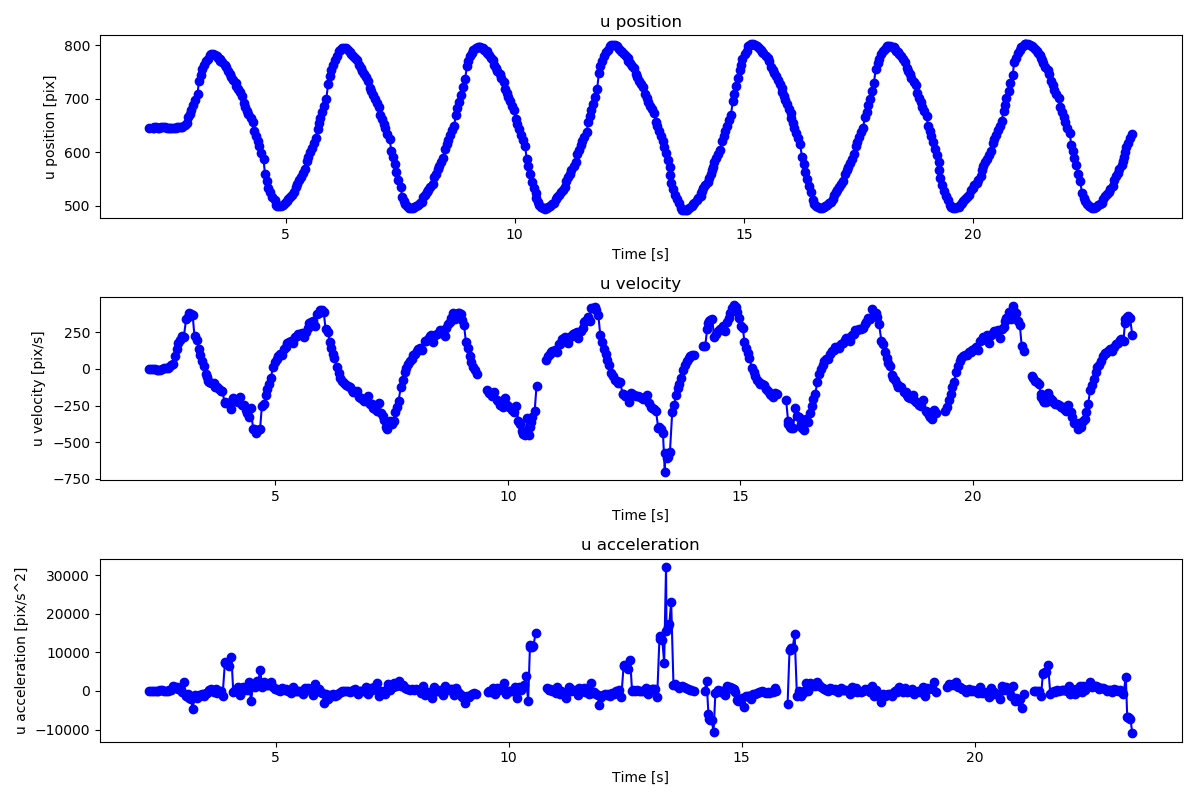 u position
u position [pix]
800
700
600
500
5
10
15
20
Time [s]
u velocity
u velocity [pix/s]
250
0
−250
−500
−750
5
10
15
20
Time [s]
u acceleration
u acceleration [pix/s^2]
30000
20000
10000
0
−10000
5
10
15
20
Time [s]